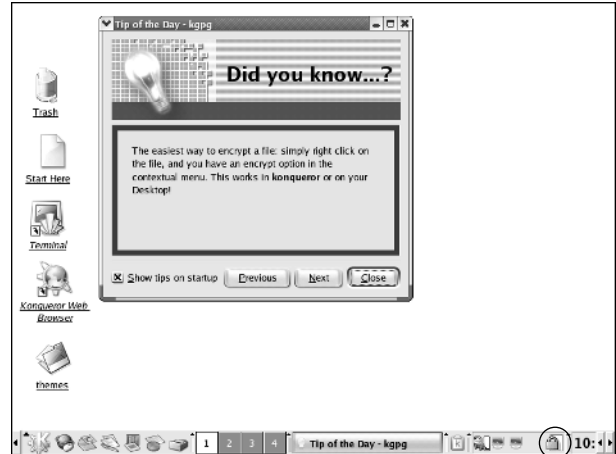 Tip of the Day - kgpg
Did you know...?
The easiest way to encrypt a file: simply right click on
the file, and you have an encrypt option in the
contextual menu. This works in konqueror or on your
Desktop!
Show tips on startup
Previous
Next
Close
Trash
Start Here
Terminal
Konqueror Web
Browser
themes
1
2
3
4
Tip of the Day - kgpg
10: